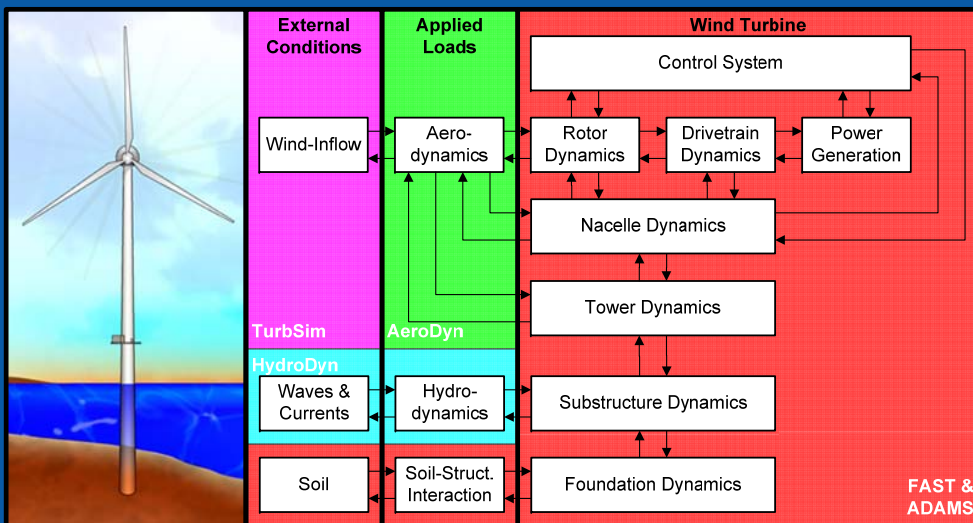 External
Conditions
Applied
Loads
Wind Turbine
Control System
Wind-Inflow
Aero-
dynamics
Rotor
Dynamics
Drivetrain
Dynamics
Power
Generation
Nacelle Dynamics
Tower Dynamics
TurbSim
AeroDyn
HydroDyn
Waves &
Currents
Hydro-
dynamics
Substructure Dynamics
Soil
Soil-Struct.
Interaction
Foundation Dynamics
FAST &
ADAMS